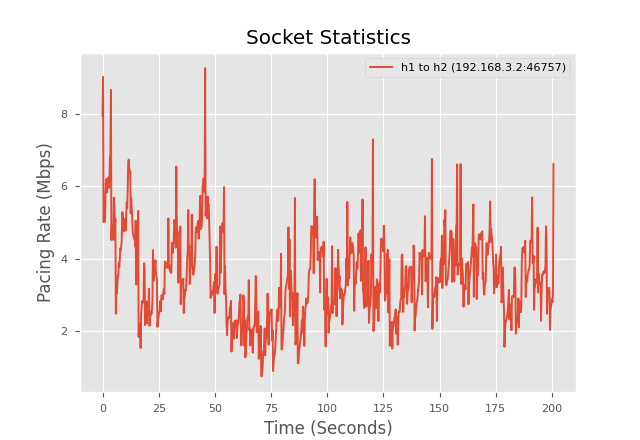 Socket Statistics
h1 to h2 (192.168.3.2:46757)
Pacing Rate (Mbps)
8
6
4
2
0 25 50 75 100 125 150 175 200
Time (Seconds)